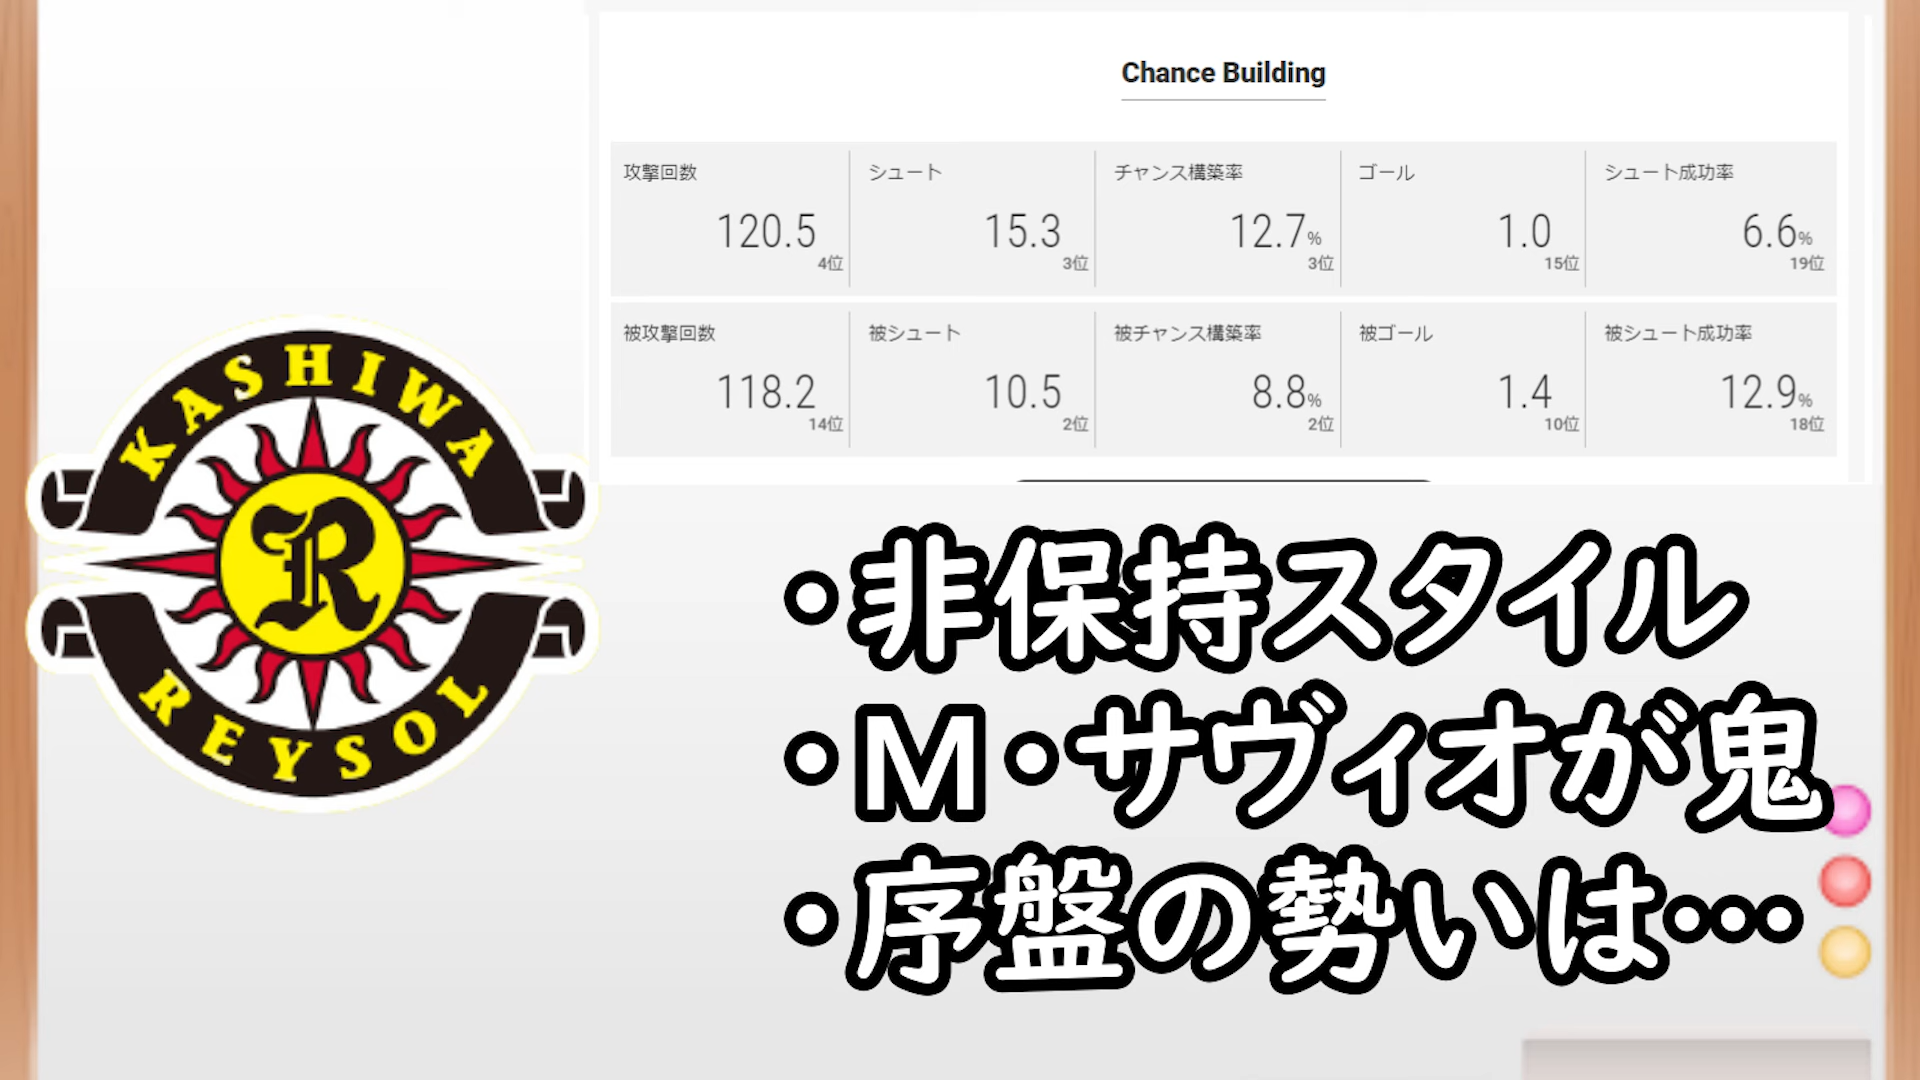 Chance Building
攻撃回数 シュート チャンス構築率 ゴール シュート成功率
120.5 15.3 12.7% 1.0 6.6%
4位 3位 3位 15位 19位
被攻撃回数 被シュート 被チャンス構築率 被ゴール 被シュート成功率
118.2 10.5 8.8% 1.4 12.9%
14位 2位 2位 10位 18位
KASHIWA
R
REYSOL
・非保持スタイル
・M・サヴィオが鬼
・序盤の勢いは…